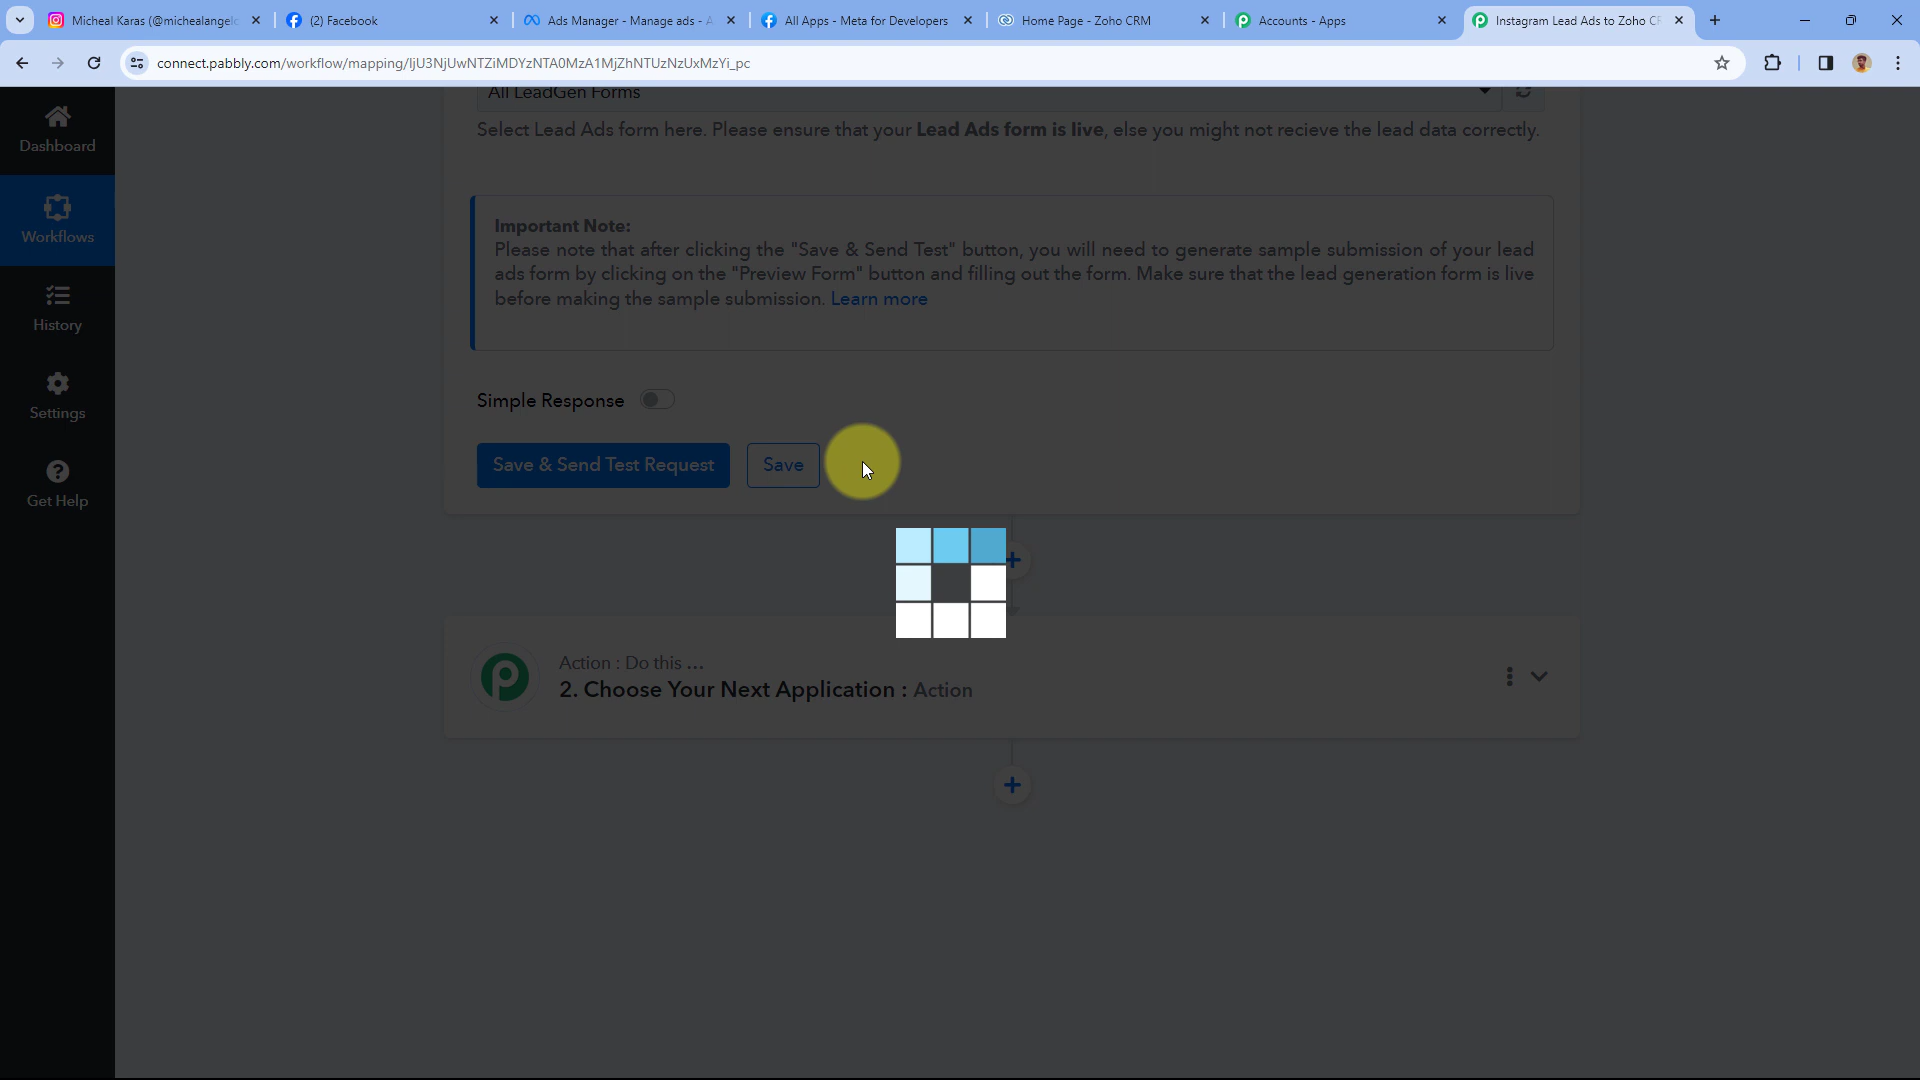 Micheal Karas (@michealangelo
(2) Facebook
Ads Manager - Manage ads - A
All Apps - Meta for Developers
Home Page - Zoho CRM
Accounts - Apps
Instagram Lead Ads to Zoho CR
connect.pabbly.com/workflow/mapping/IjU3NjUwNTZiMDYzNTA0MzA1MjZhNTUzNzUxMzYi_pc
Dashboard
Workflows
History
Settings
Get Help
All LeadGen Forms
Select Lead Ads form here. Please ensure that your Lead Ads form is live, else you might not recieve the lead data correctly.
Important Note:
Please note that after clicking the "Save & Send Test" button, you will need to generate sample submission of your lead
ads form by clicking on the "Preview Form" button and filling out the form. Make sure that the lead generation form is live
before making the sample submission. Learn more
Simple Response
Save & Send Test Request
Save
Action : Do this ...
2. Choose Your Next Application : Action